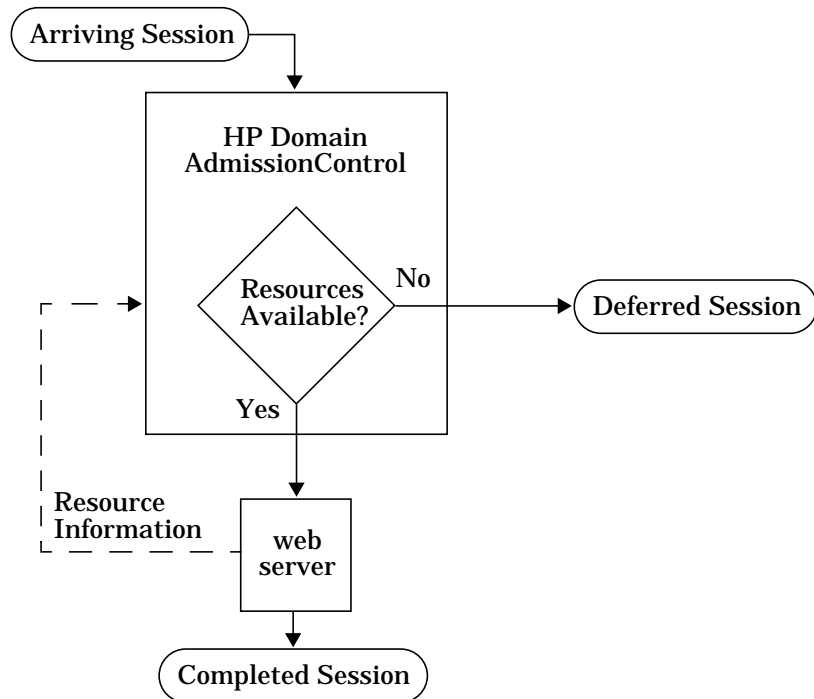 Arriving Session
HP Domain
AdmissionControl
No
Resources
Available?
Deferred Session
Yes
Resource
Information
web
server
Completed Session